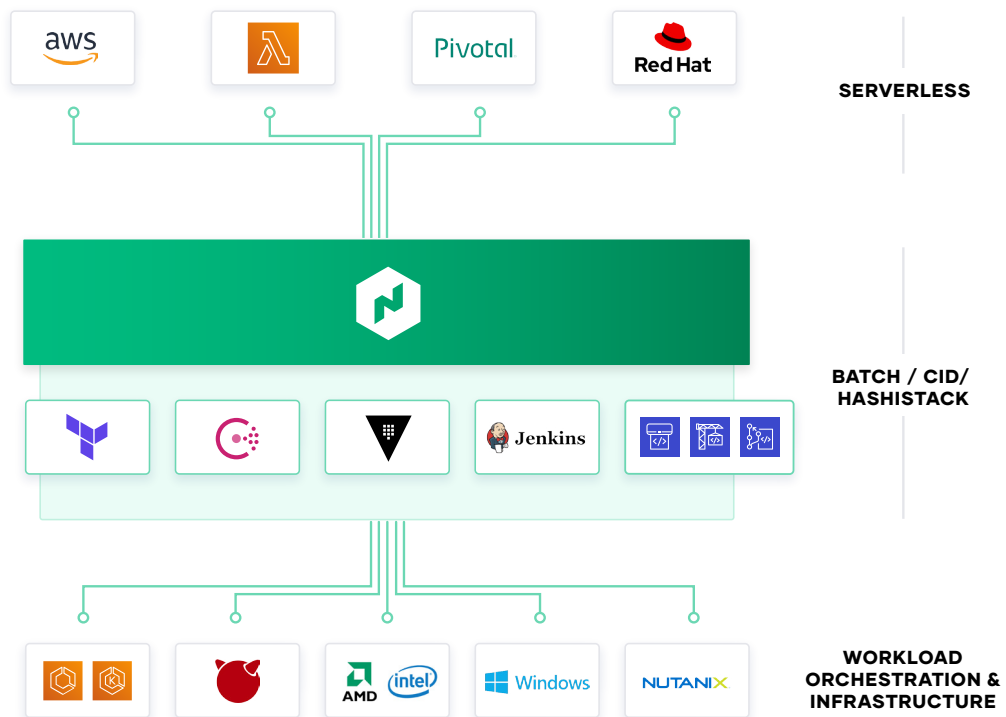 aws
Pivotal
Red Hat
SERVERLESS
BATCH / CID/
HASHISTACK
Jenkins
AMD
intel
Windows
NUTANIX
WORKLOAD
ORCHESTRATION &
INFRASTRUCTURE